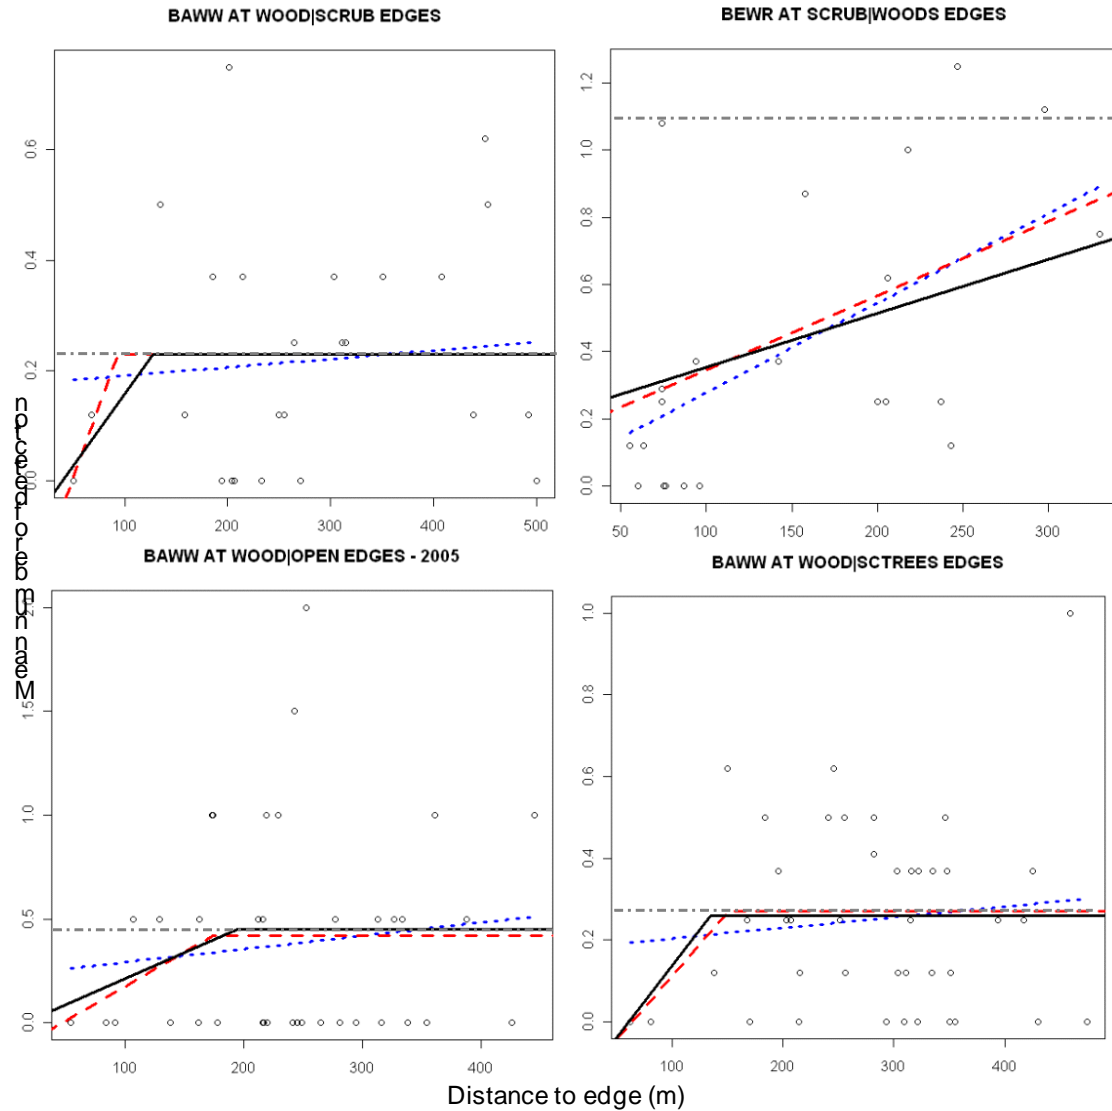 BAWW AT WOOD|SCRUB EDGES
0.6
0.4
0.2
0.0
100 200 300 400 500
BEWR AT SCRUB|WOODS EDGES
1.2
1.0
0.8
0.6
0.4
0.2
0.0
50 100 150 200 250 300
BAWW AT WOOD|OPEN EDGES - 2005
2.0
1.5
1.0
0.5
0.0
100 200 300 400
BAWW AT WOOD|SCTREES EDGES
1.0
0.8
0.6
0.4
0.2
0.0
100 200 300 400
Mean number of detection
Distance to edge (m)